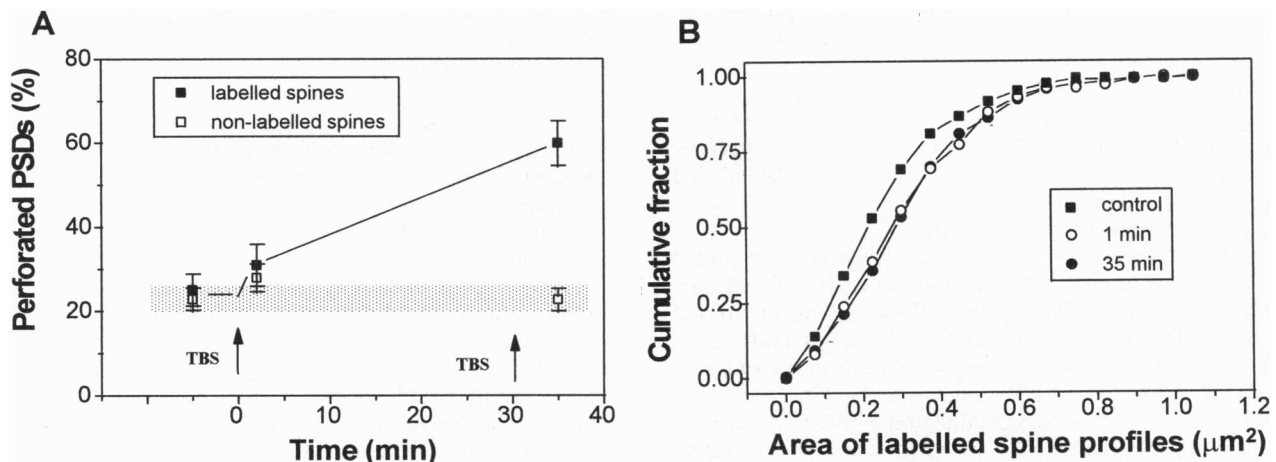 A
Perforated PSDs (%)
80
60
40
20
0
labelled spines
non-labelled spines
TBS
TBS
0
10
20
30
40
Time (min)
B
Cumulative fraction
1.00
0.75
0.50
0.25
0.00
control
1 min
35 min
0.0
0.2
0.4
0.6
0.8
1.0
1.2
Area of labelled spine profiles (μm²)